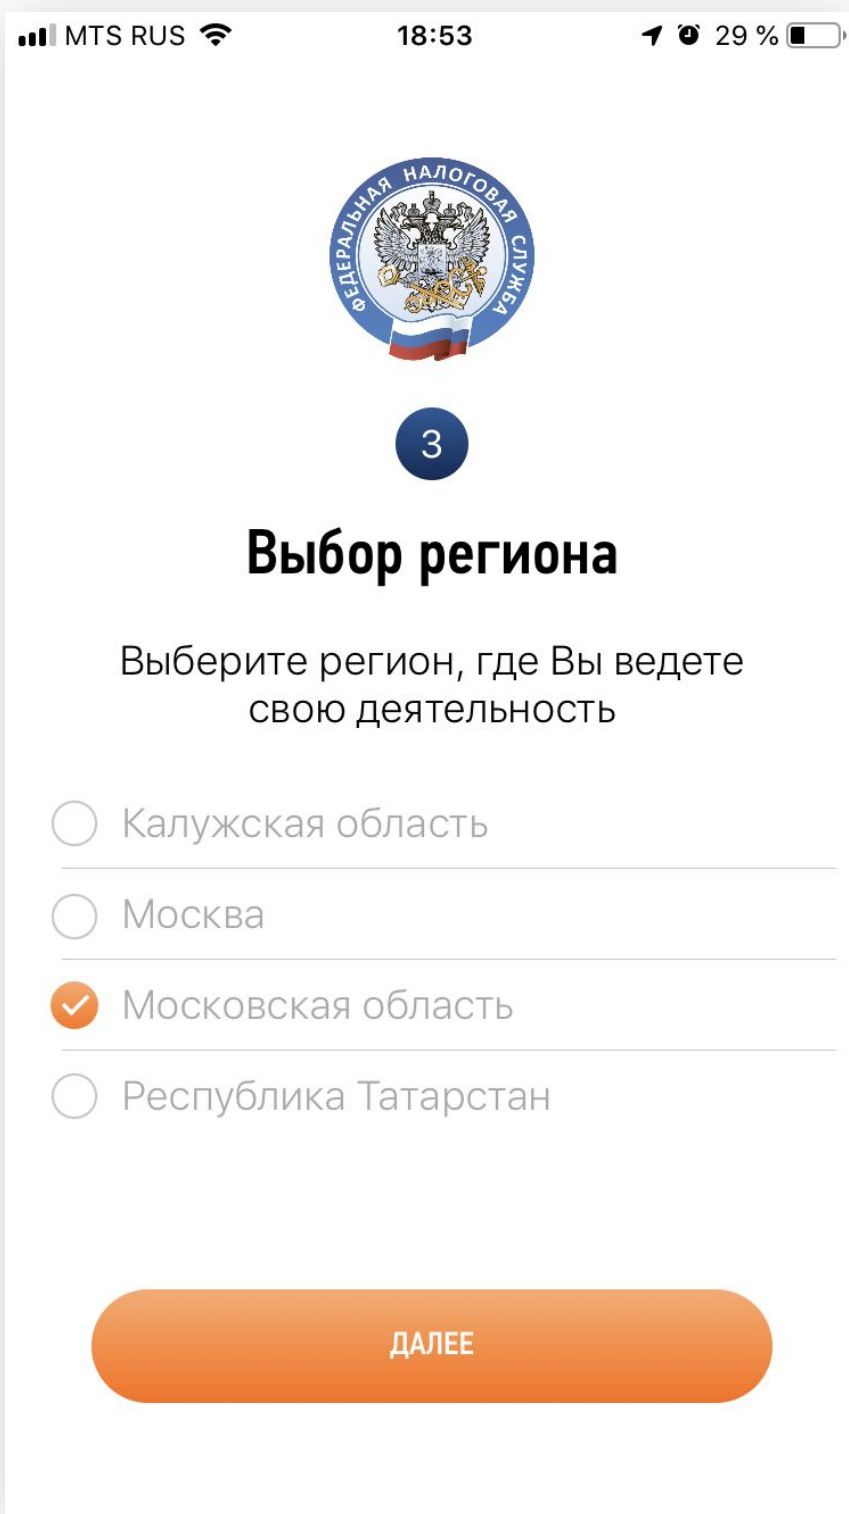 MTS RUS 18:53 29 %
ФЕДЕРАЛЬНАЯ НАЛОГОВАЯ СЛУЖБА
3
Выбор региона
Выберите регион, где Вы ведете
свою деятельность
Калужская область
Москва
Московская область
Республика Татарстан
ДАЛЕЕ